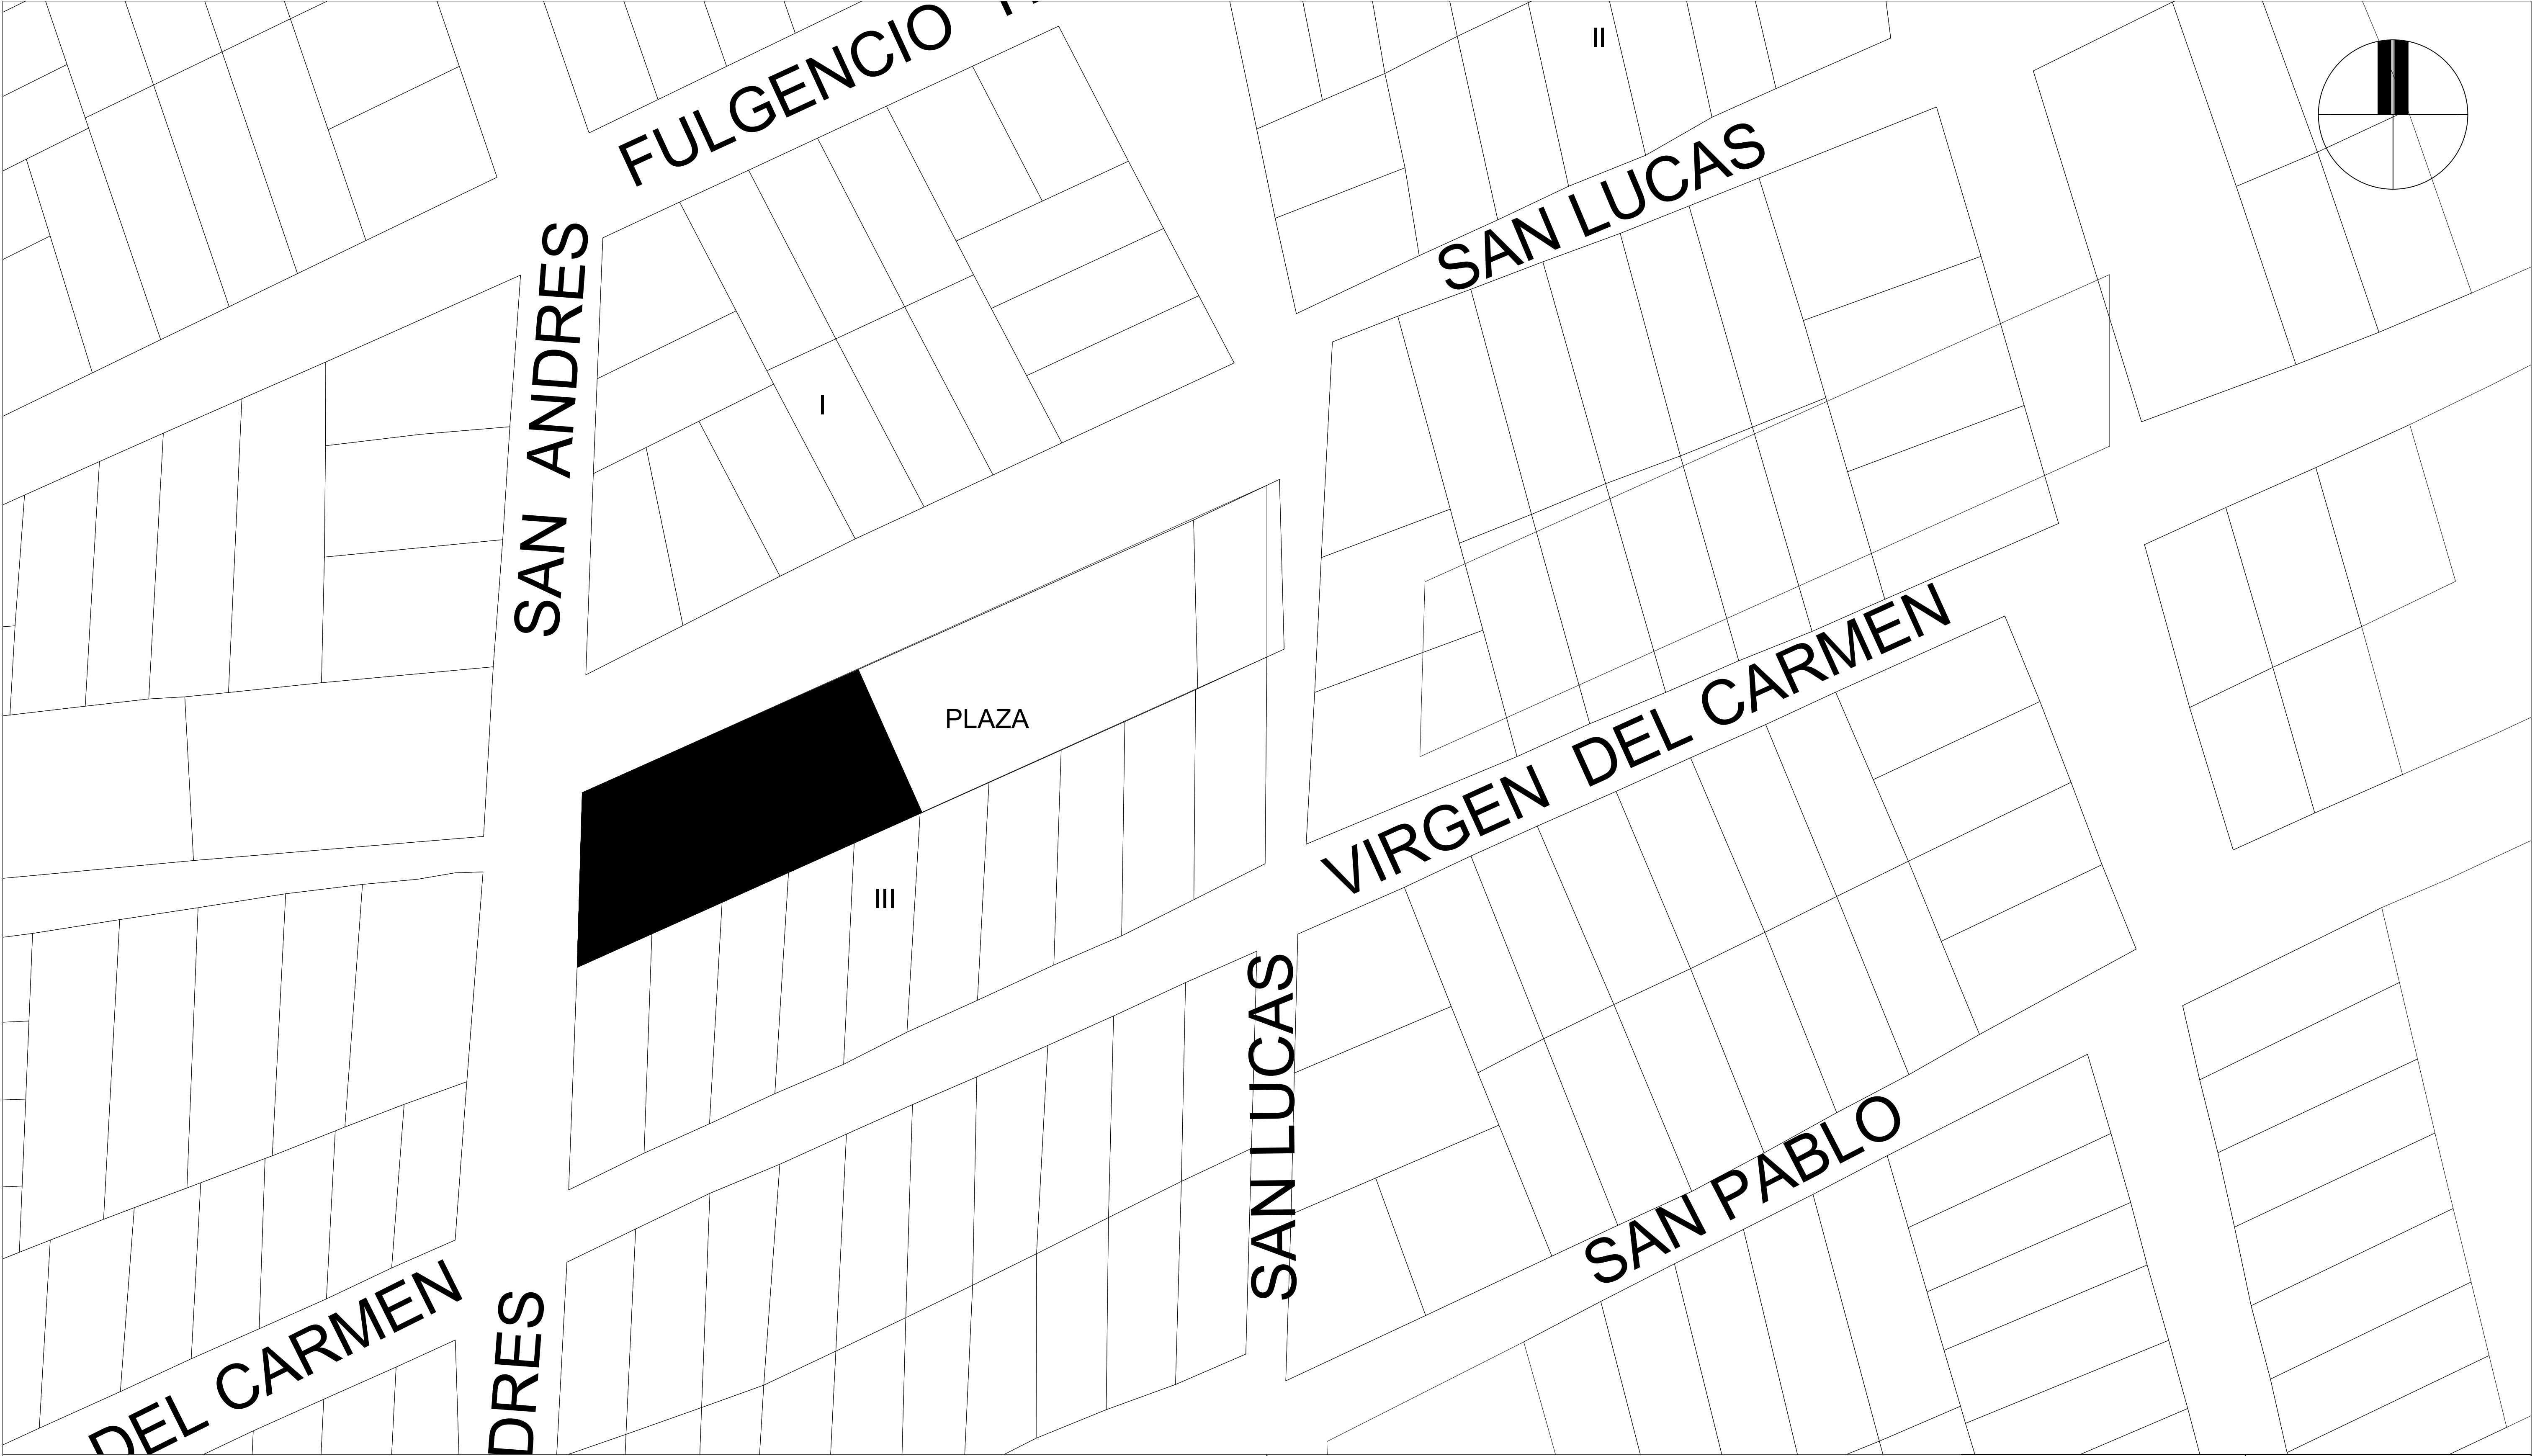 FULGENCIO
II
SAN LUCAS
SAN ANDRES
I
PLAZA
VIRGEN DEL CARMEN
III
SAN LUCAS
SAN PABLO
DEL CARMEN
DRES